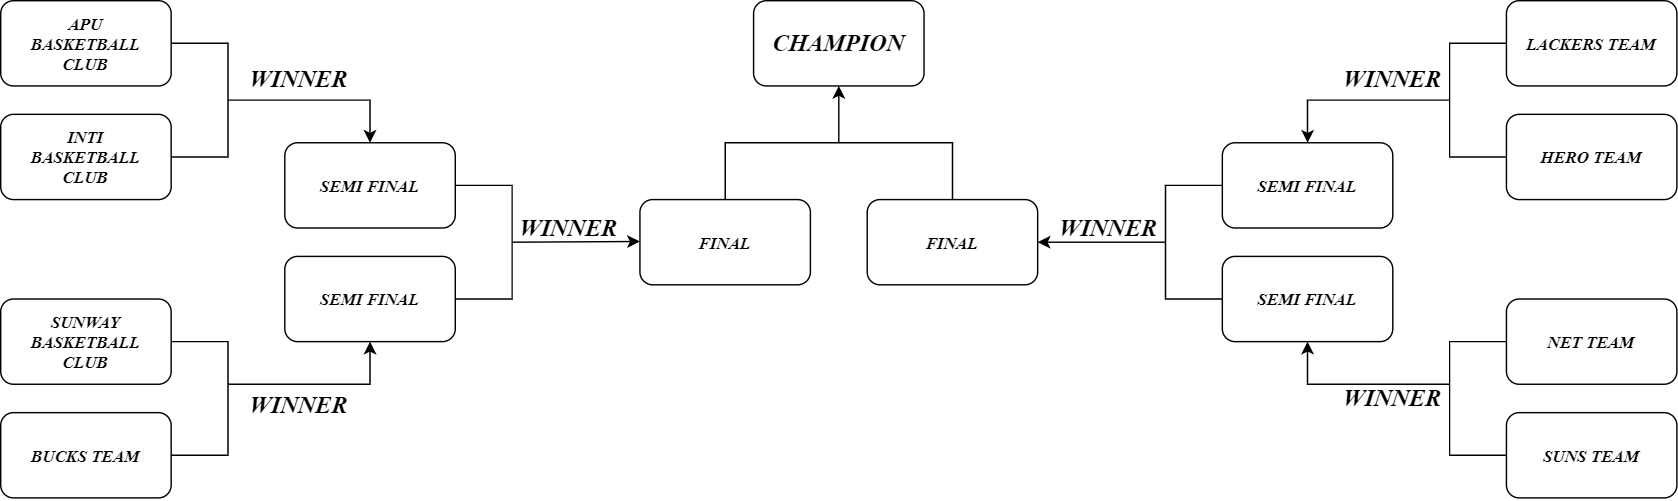 APU
BASKETBALL
CLUB
WINNER
INTI
BASKETBALL
CLUB
SEMI FINAL
SEMI FINAL
SUNWAY
BASKETBALL
CLUB
WINNER
BUCKS TEAM
WINNER
FINAL
CHAMPION
FINAL
WINNER
LACKERS TEAM
WINNER
HERO TEAM
SEMI FINAL
SEMI FINAL
NET TEAM
WINNER
SUNS TEAM